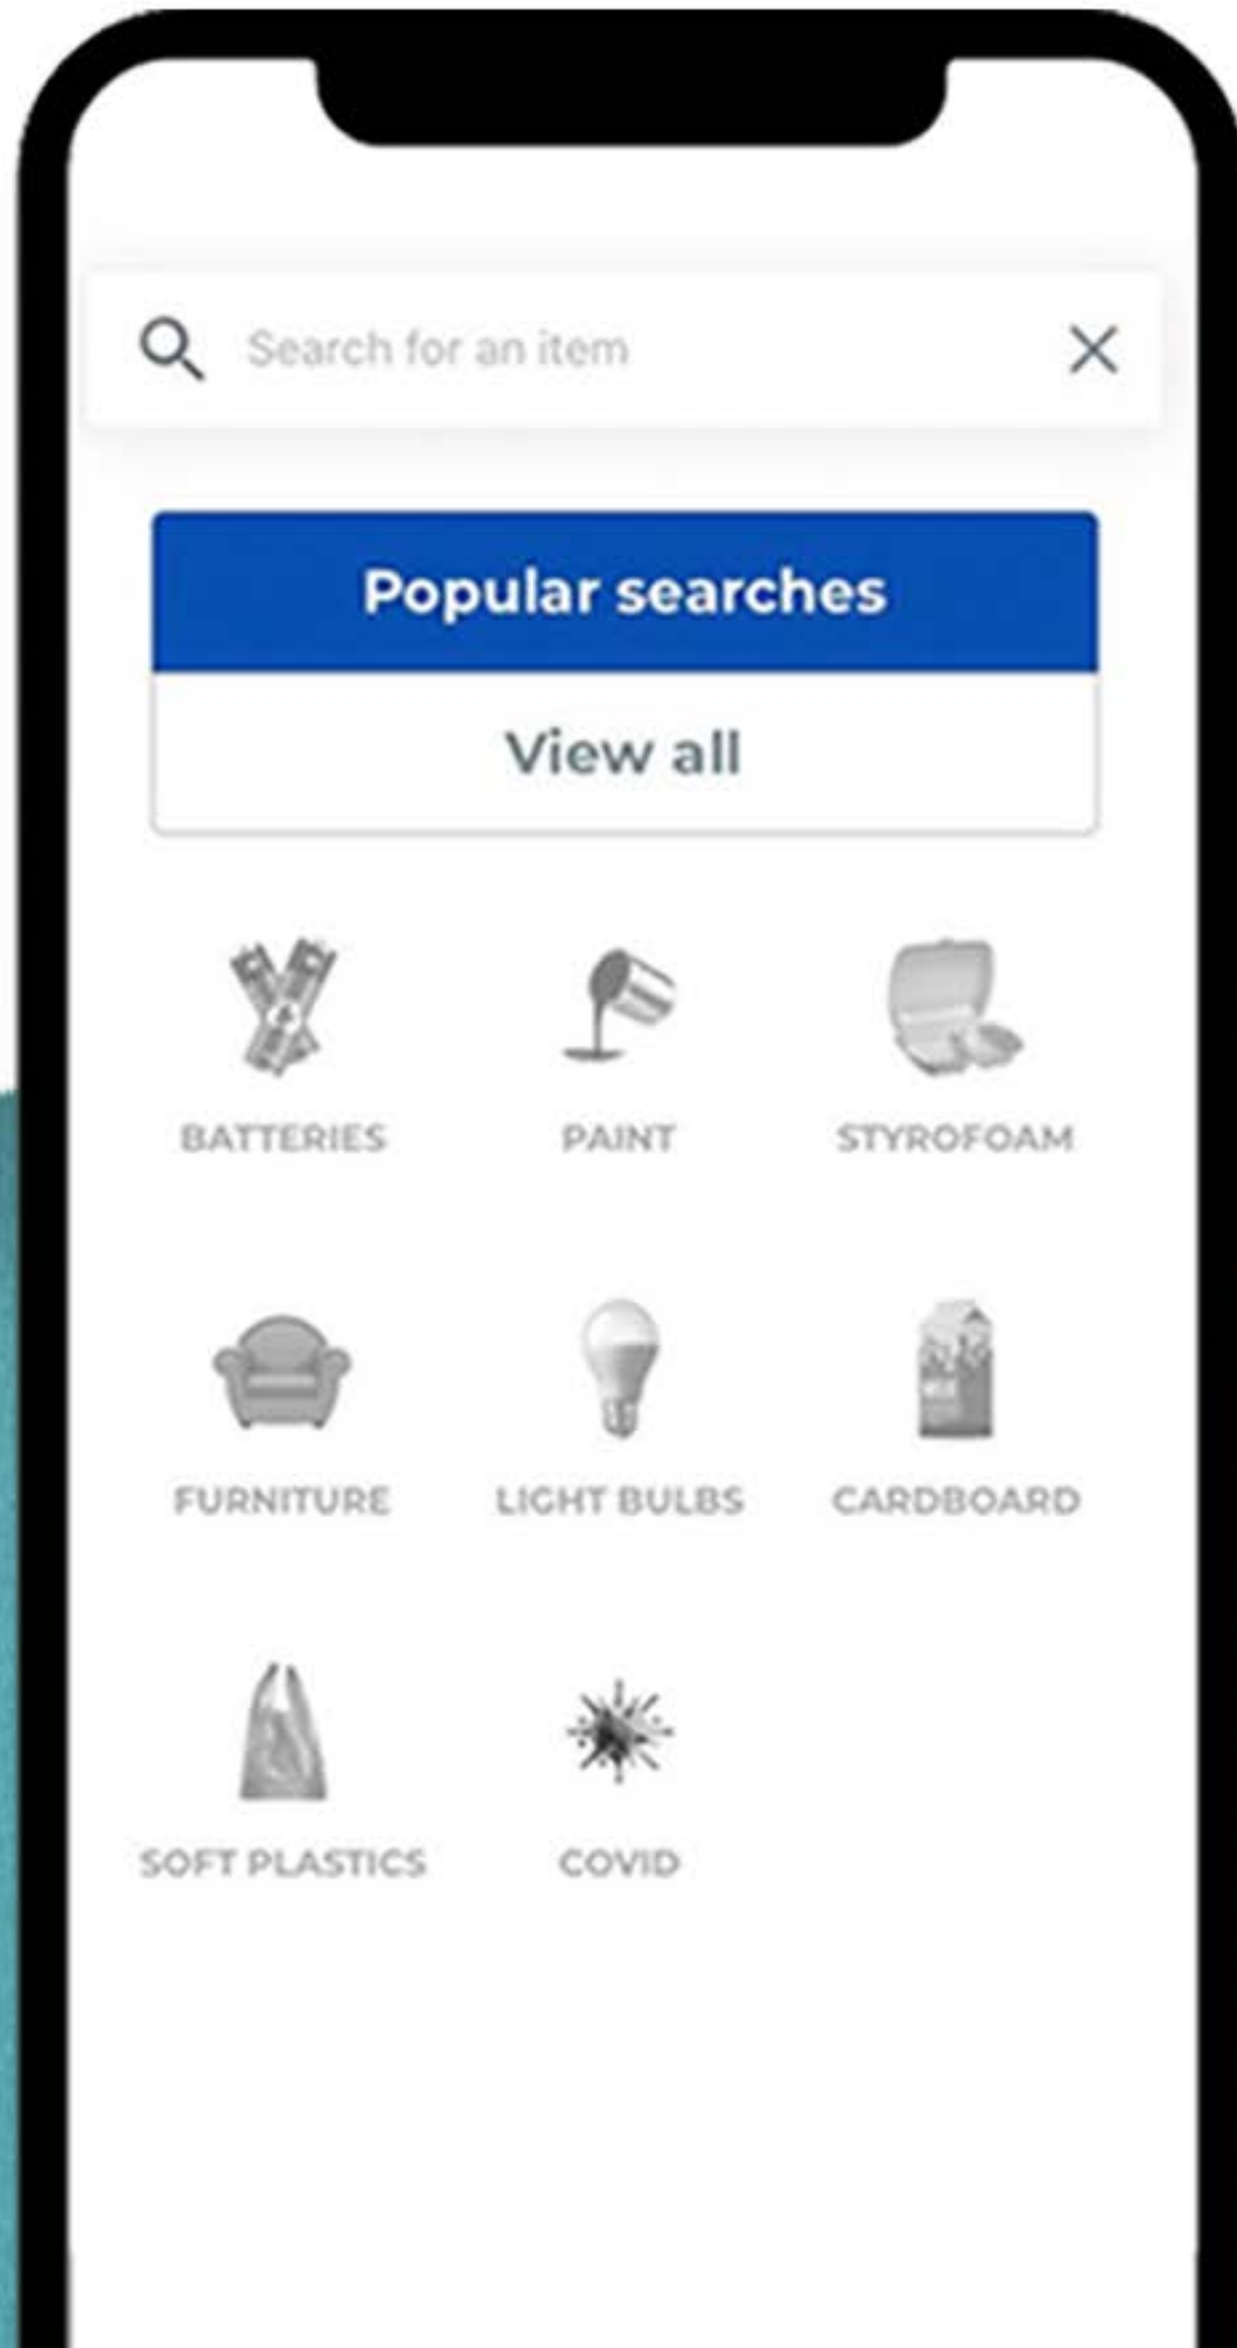 Search for an item
Popular searches
View all
BATTERIES PAINT STYROFOAM
FURNITURE LIGHT BULBS CARDBOARD
SOFT PLASTICS COVID